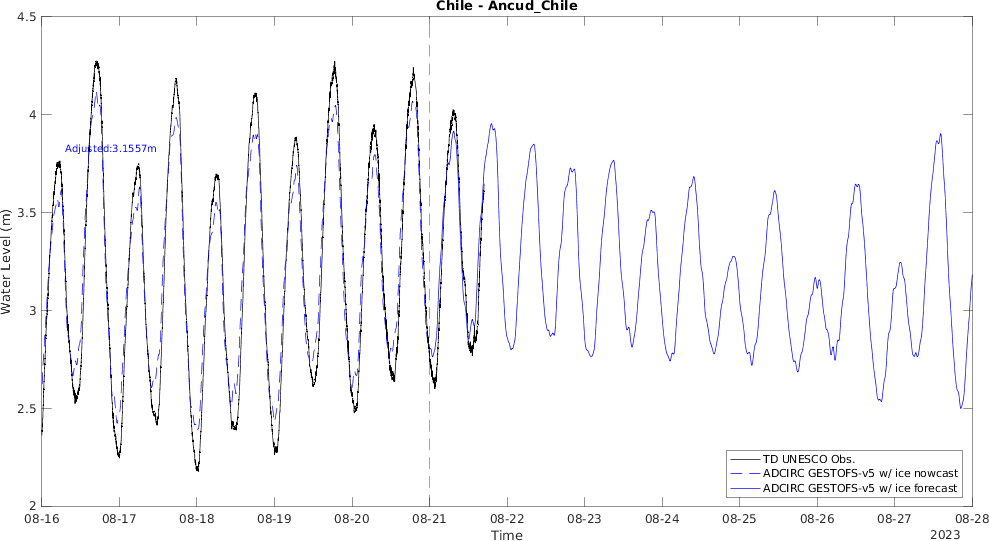 Chile - Ancud_Chile
4.5
4
3.5
3
2.5
2
Water Level (m)
Adjusted:3.1557m
TD UNESCO Obs.
ADCIRC GESTOFS-v5 w/ ice nowcast
ADCIRC GESTOFS-v5 w/ ice forecast
08-16 08-17 08-18 08-19 08-20 08-21 08-22 08-23 08-24 08-25 08-26 08-27 08-28
Time
2023